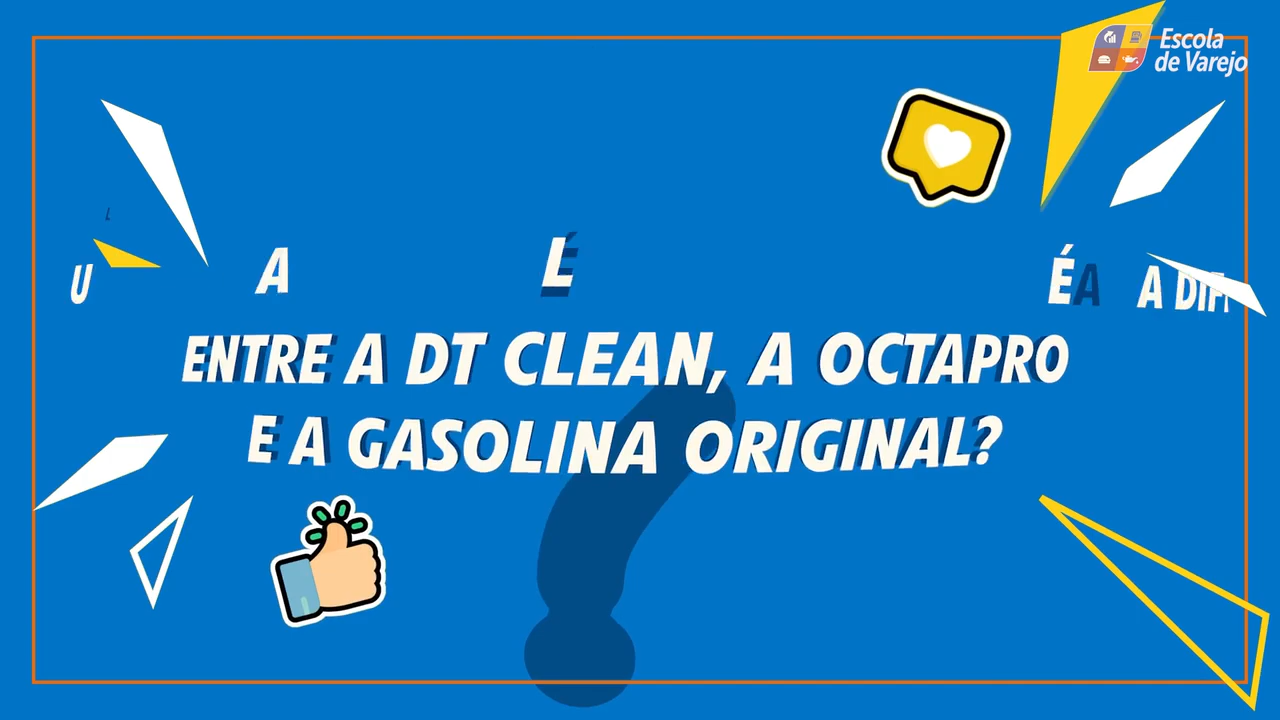 Escola
de Varejo
ENTRE A DT CLEAN, A OCTAPRO
E A GASOLINA ORIGINAL?